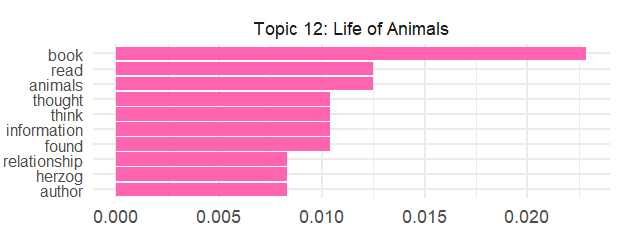 Topic 12: Life of Animals
book
read
animals
thought
think
information
found
relationship
herzog
author
0.000 0.005 0.010 0.015 0.020